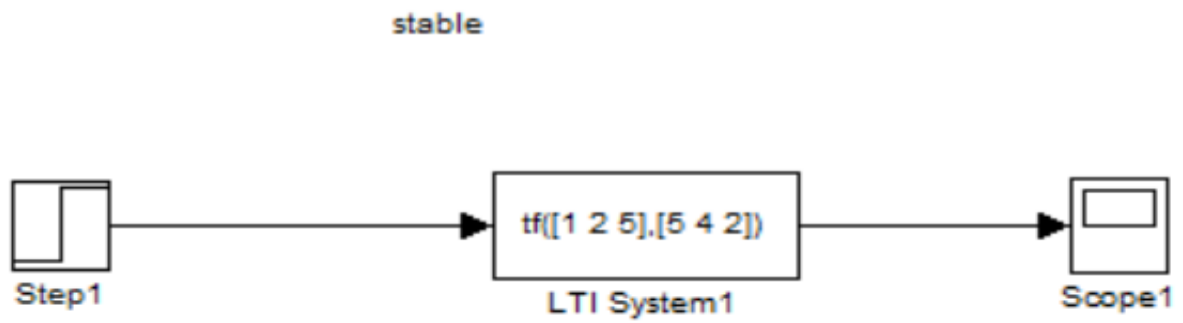 stable
tf([1 2 5],[5 4 2])
Step1
LTI System1
Scope1